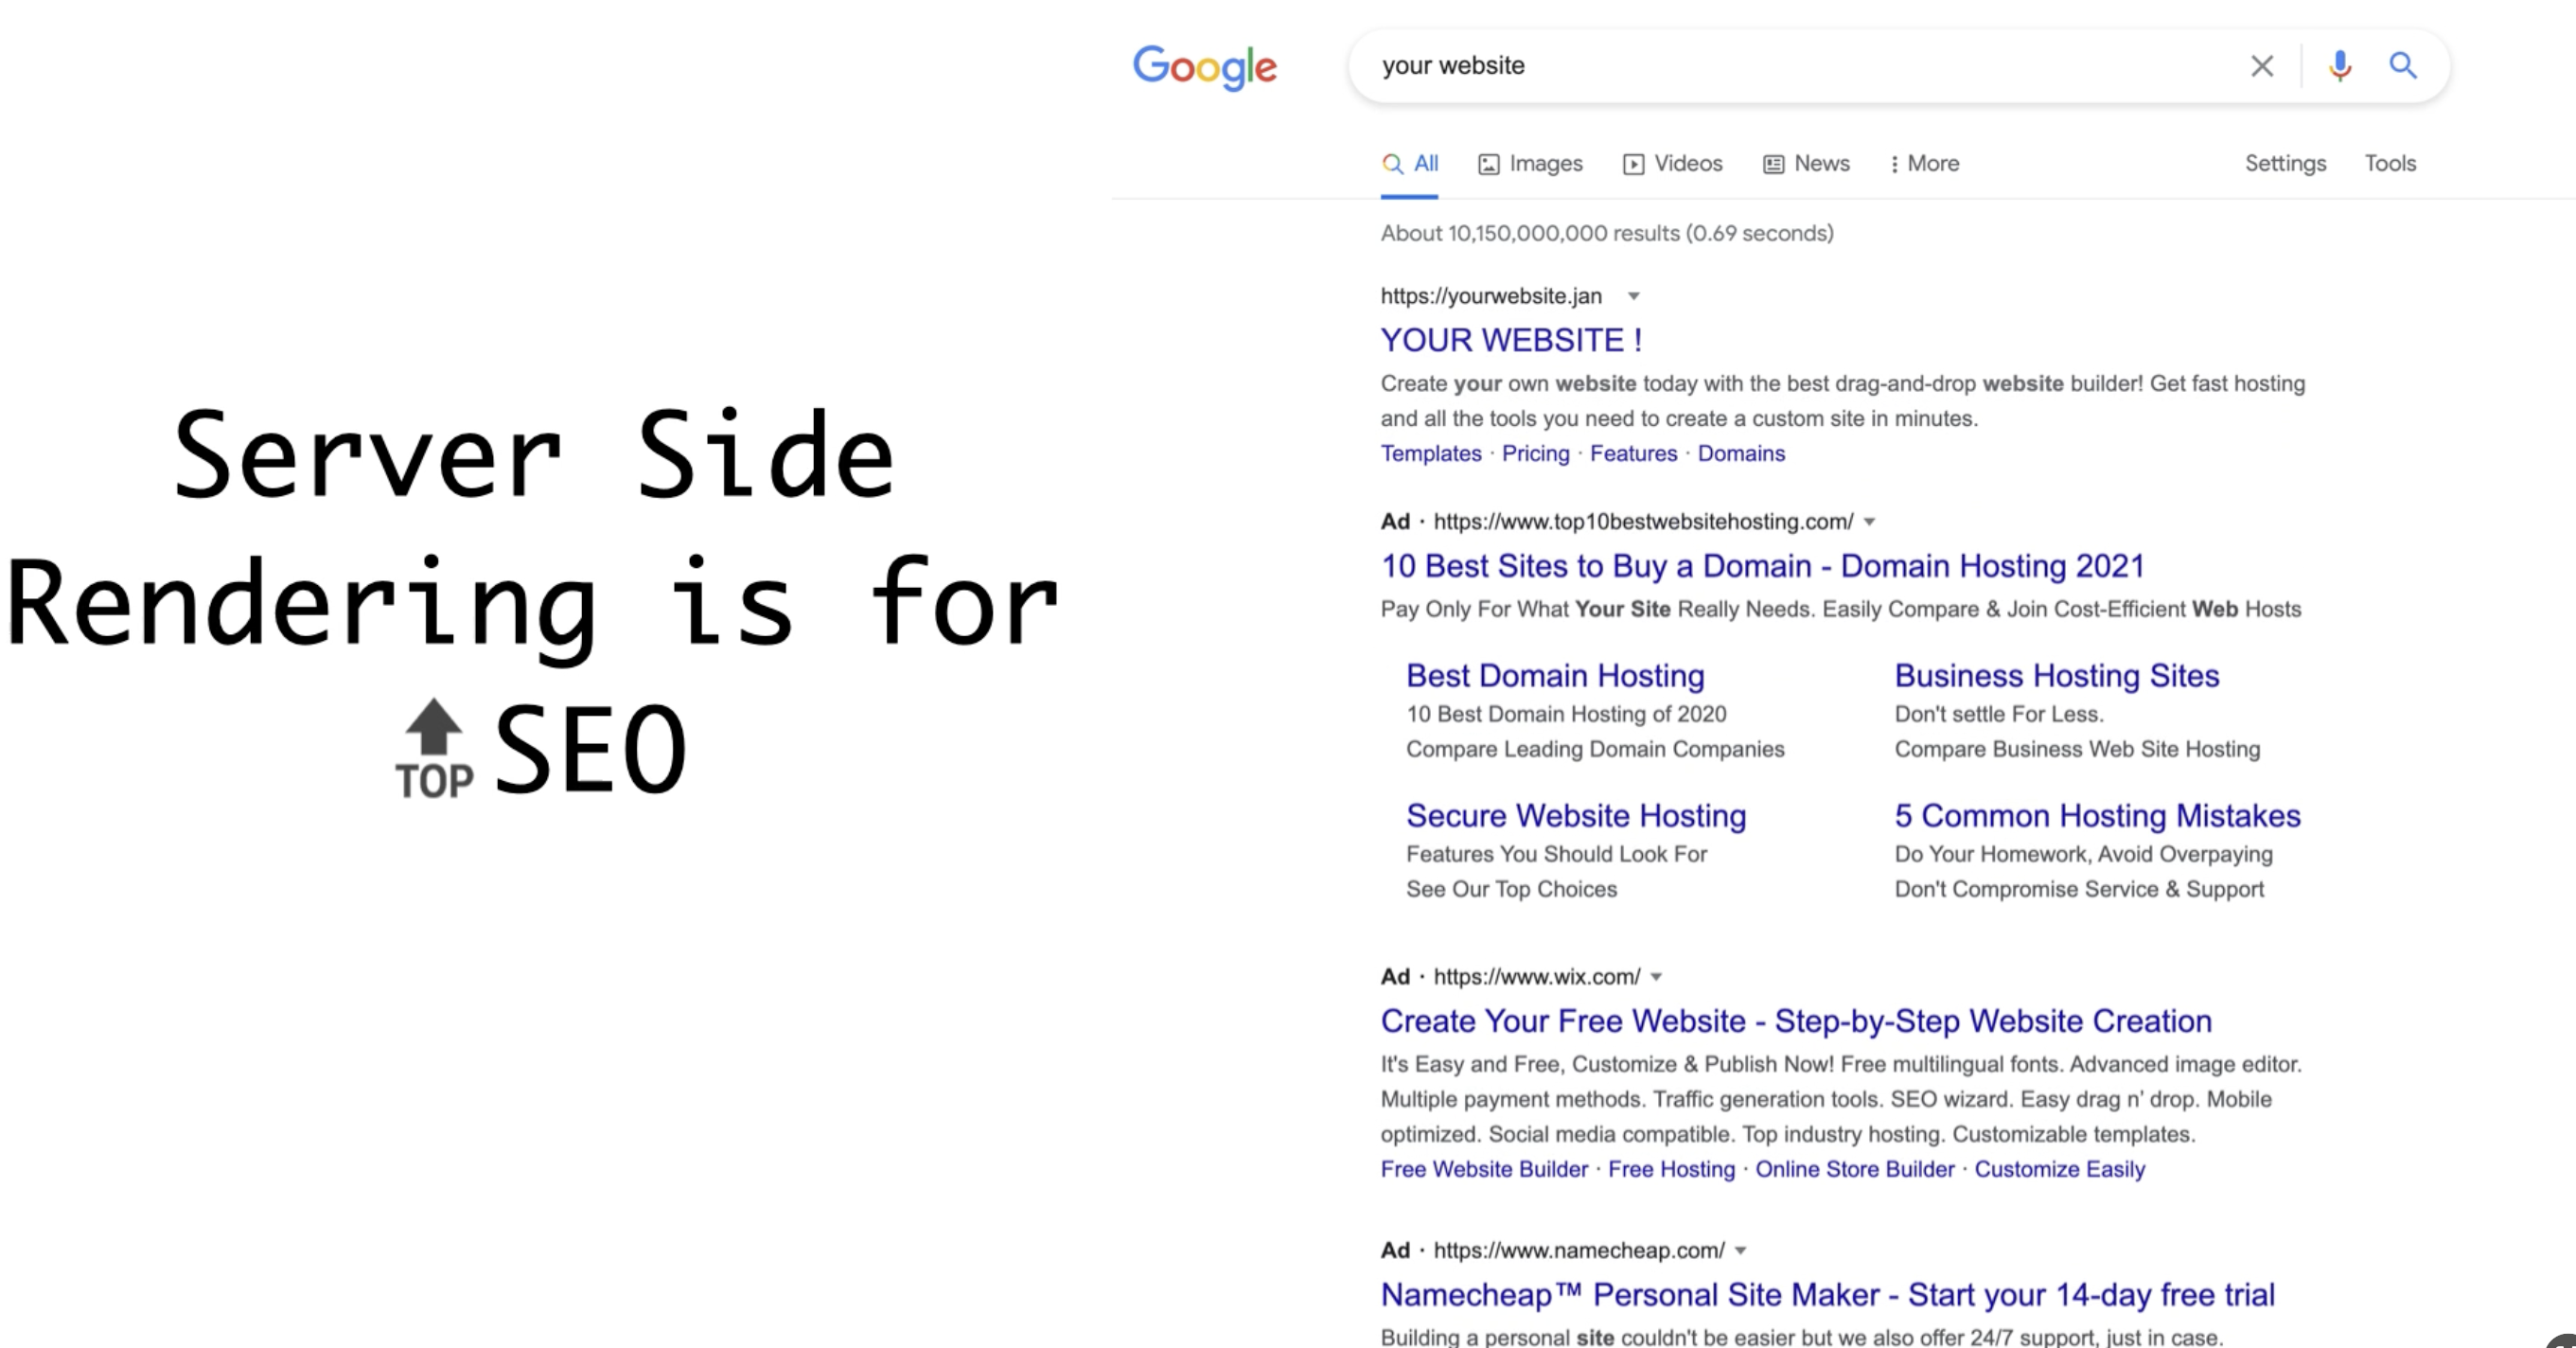 Server Side
Rendering is for
TOP SEO
Google
your website
All Images Videos News More Settings Tools
About 10,150,000,000 results (0.69 seconds)
https://yourwebsite.jan
YOUR WEBSITE !
Create your own website today with the best drag-and-drop website builder! Get fast hosting
and all the tools you need to create a custom site in minutes.
Templates · Pricing · Features · Domains
Ad · https://www.top10bestwebsitehosting.com/
10 Best Sites to Buy a Domain - Domain Hosting 2021
Pay Only For What Your Site Really Needs. Easily Compare & Join Cost-Efficient Web Hosts
Best Domain Hosting
10 Best Domain Hosting of 2020
Compare Leading Domain Companies
Business Hosting Sites
Don't settle For Less.
Compare Business Web Site Hosting
Secure Website Hosting
Features You Should Look For
See Our Top Choices
5 Common Hosting Mistakes
Do Your Homework, Avoid Overpaying
Don't Compromise Service & Support
Ad · https://www.wix.com/
Create Your Free Website - Step-by-Step Website Creation
It's Easy and Free, Customize & Publish Now! Free multilingual fonts. Advanced image editor.
Multiple payment methods. Traffic generation tools. SEO wizard. Easy drag n' drop. Mobile
optimized. Social media compatible. Top industry hosting. Customizable templates.
Free Website Builder · Free Hosting · Online Store Builder · Customize Easily
Ad · https://www.namecheap.com/
Namecheap™ Personal Site Maker - Start your 14-day free trial
Building a personal site couldn't be easier but we also offer 24/7 support, just in case.